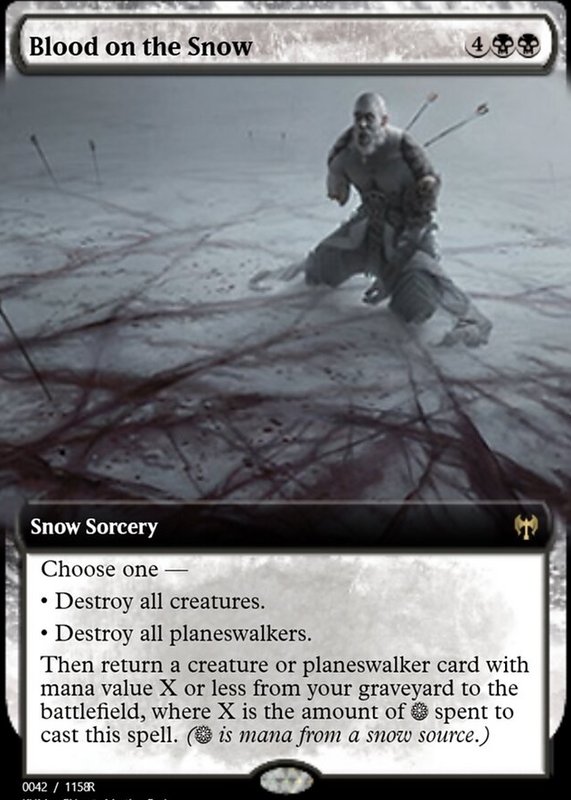 Blood on the Snow
4
Snow Sorcery
Choose one —
• Destroy all creatures.
• Destroy all planeswalkers.
Then return a creature or planeswalker card with
mana value X or less from your graveyard to the
battlefield, where X is the amount of spent to
cast this spell. ( is mana from a snow source.)
0042 / 1158R